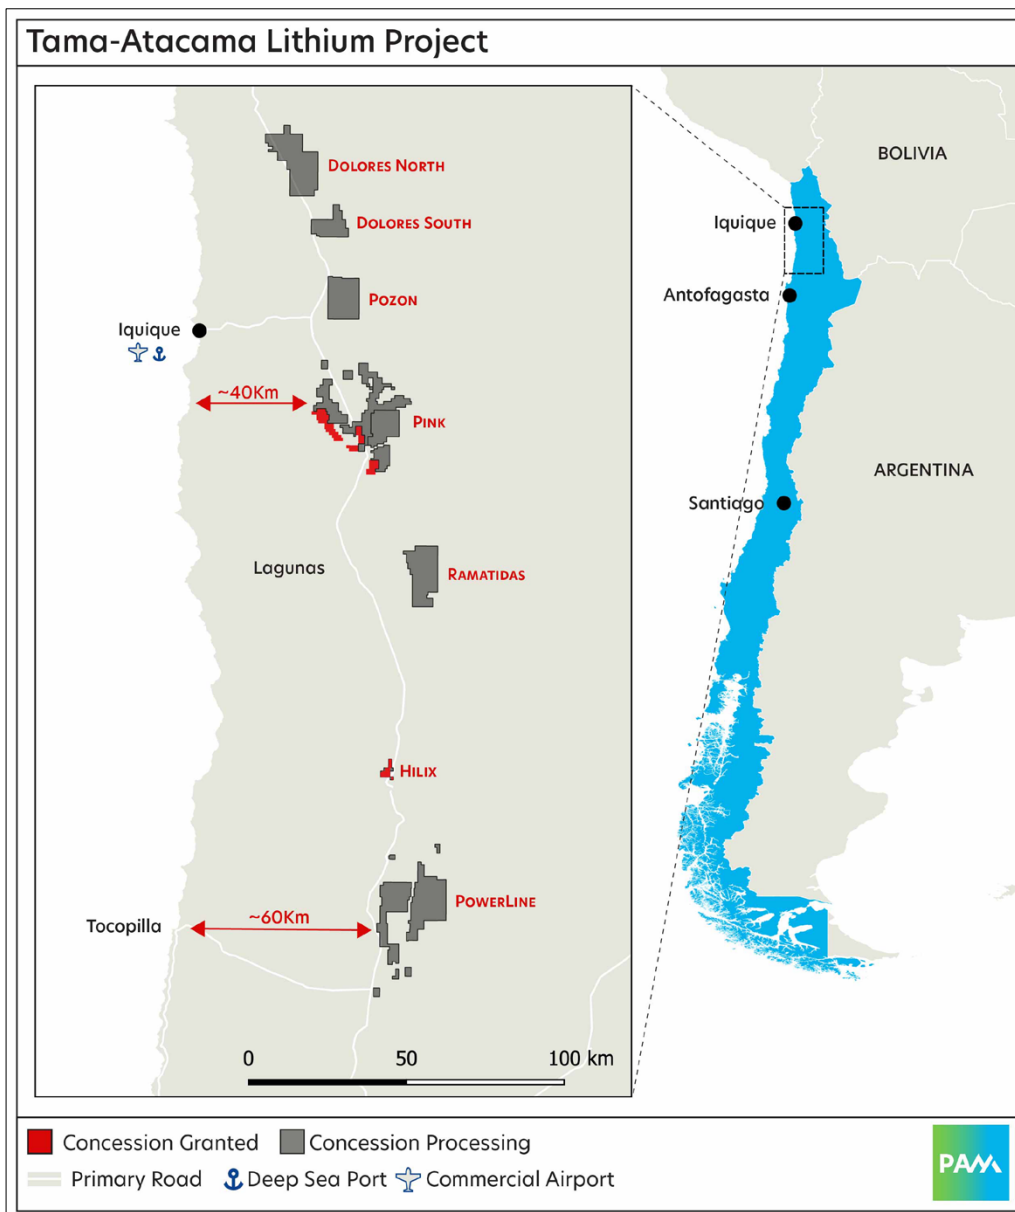 Tama-Atacama Lithium Project
DOLORES NORTH
DOLORES SOUTH
POZON
Iquique
~40Km
PINK
Lagunas
RAMATIDAS
HILIX
POWERLINE
Tocopilla
~60Km
0 50 100 km
BOLIVIA
Iquique
Antofagasta
ARGENTINA
Santiago
Concession Granted Concession Processing
Primary Road Deep Sea Port Commercial Airport
PAM